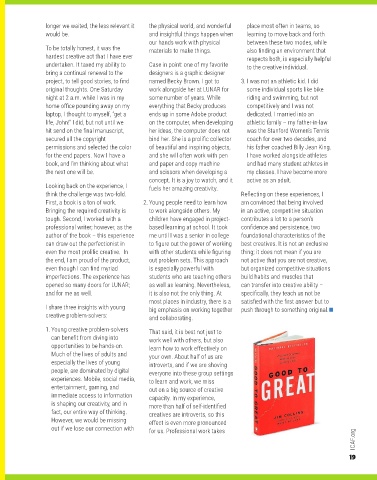 longer we waited, the less relevant it
would be.
To be totally honest, it was the
hardest creative act that I have ever
undertaken. It taxed my ability to
bring a continual renewal to the
project, to tell good stories, to find
original thoughts. One Saturday
night at 2 a.m. while I was in my
home office pounding away on my
laptop, I thought to myself, "get a
life, John!" I did, but not until we
hit send on the final manuscript,
secured all the copyright
permissions and selected the color
for the end papers. Now I have a
book, and I'm thinking about what
the next one will be.
Looking back on the experience, I
think the challenge was two-fold.
First, a book is a ton of work.
Bringing the required creativity is
tough. Second, I worked with a
professional writer, however, as the
author of the book – this experience
can draw out the perfectionist in
even the most prolific creative. In
the end, I am proud of the product,
even though I can find myriad
imperfections. The experience has
opened so many doors for LUNAR,
and for me as well.
I share three insights with young
creative problem-solvers:
1. Young creative problem-solvers
can benefit from diving into
opportunities to be hands on.
Much of the lives of adults and
especially the lives of young
people, are dominated by digital
experiences. Mobile, social media,
entertainment, gaming, and
immediate access to information
is shaping our creativity, and in
fact, our entire way of thinking.
However, we would be missing
out if we lose our connection with
the physical world, and wonderful
and insightful things happen when
our hands work with physical
materials to make things.
Case in point: one of my favorite
designers is a graphic designer
named Becky Brown. I got to
work alongside her at LUNAR for
some number of years. While
everything that Becky produces
ends up in some Adobe product
on the computer, when developing
her ideas, the computer does not
bind her. She is a prolific collector
of beautiful and inspiring objects,
and she will often work with pen
and paper and copy machine
and scissors when developing a
concept. It is a joy to watch, and it
fuels her amazing creativity.
2. Young people need to learn how
to work alongside others. My
children have engaged in project-
based learning at school. It took
me until I was a senior in college
to figure out the power of working
with other students while figuring
out problem sets. This approach
is especially powerful with
students who are teaching others
as well as learning. Nevertheless,
it is also not the only thing. At
most places in industry, there is a
big emphasis on working together
and collaborating.
That said, it is best not just to
work well with others, but also
learn how to work effectively on
your own. About half of us are
introverts, and if we are shoving
everyone into these group settings
to learn and work, we miss
out on a big source of creative
capacity. In my experience,
more than half of self-identified
creatives are introverts, so this
effect is even more pronounced
for us. Professional work takes
place most often in teams, so
learning to move back and forth
between these two modes, while
also finding an environment that
respects both, is especially helpful
to the creative individual.
3. I was not an athletic kid. I did
some individual sports like bike
riding and swimming, but not
competitively and I was not
dedicated. I married into an
athletic family – my father-in-law
was the Stanford Women's Tennis
coach for over two decades, and
his father coached Billy Jean King.
I have worked alongside athletes
and had many student athletes in
my classes. I have become more
active as an adult.
Reflecting on these experiences, I
am convinced that being involved
in an active, competitive situation
contributes a lot to a person's
confidence and persistence, two
foundational characteristics of the
best creatives. It is not an exclusive
thing; it does not mean if you are
not active that you are not creative,
but organized competitive situations
build habits and muscles that
can transfer into creative ability –
specifically, they teach us not be
satisfied with the first answer but to
push through to something original.
GOOD TO
GREAT
JIM COLLINS
GOOD TO GREAT
ICAF.org
19